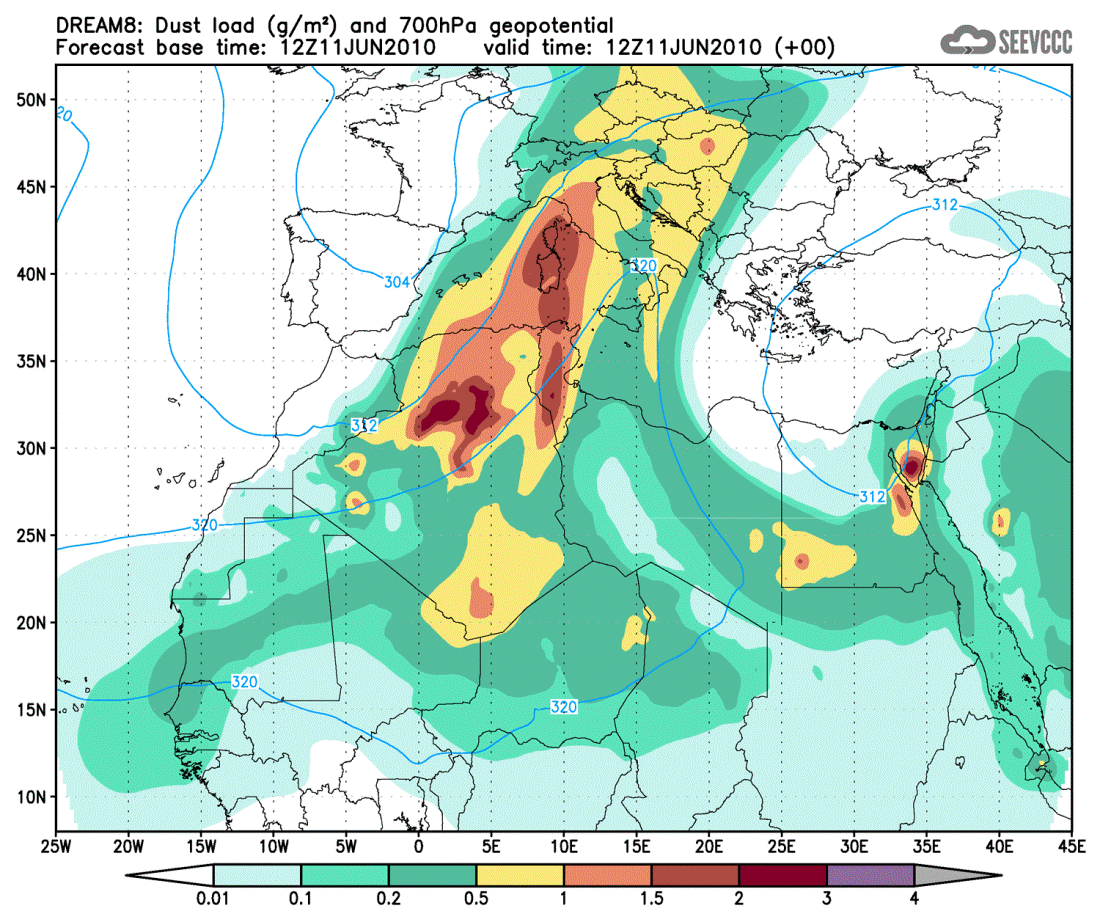 DREAM8: Dust load (g/m²) and 700hPa geopotential
Forecast base time: 12Z11JUN2010 valid time: 12Z11JUN2010 (+00)
SEEVCCC
312
50N
20
45N
312
40N
320
304
35N
312
30N
312
25N
320
20N
320
15N
320
10N
25W 20W 15W 10W 5W 0 5E 10E 15E 20E 25E 30E 35E 40E 45E
0.01 0.1 0.2 0.5 1 1.5 2 3 4